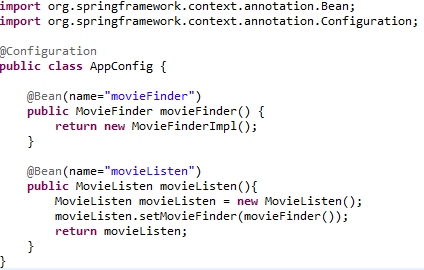 import org.springframework.context.annotation.Bean;
import org.springframework.context.annotation.Configuration;

@Configuration
public class AppConfig {

    @Bean(name="movieFinder")
    public MovieFinder movieFinder() {
        return new MovieFinderImpl();
    }

    @Bean(name="movieListen")
    public MovieListen movieListen(){
        MovieListen movieListen = new MovieListen();
        movieListen.setMovieFinder(movieFinder());
        return movieListen;
    }
}